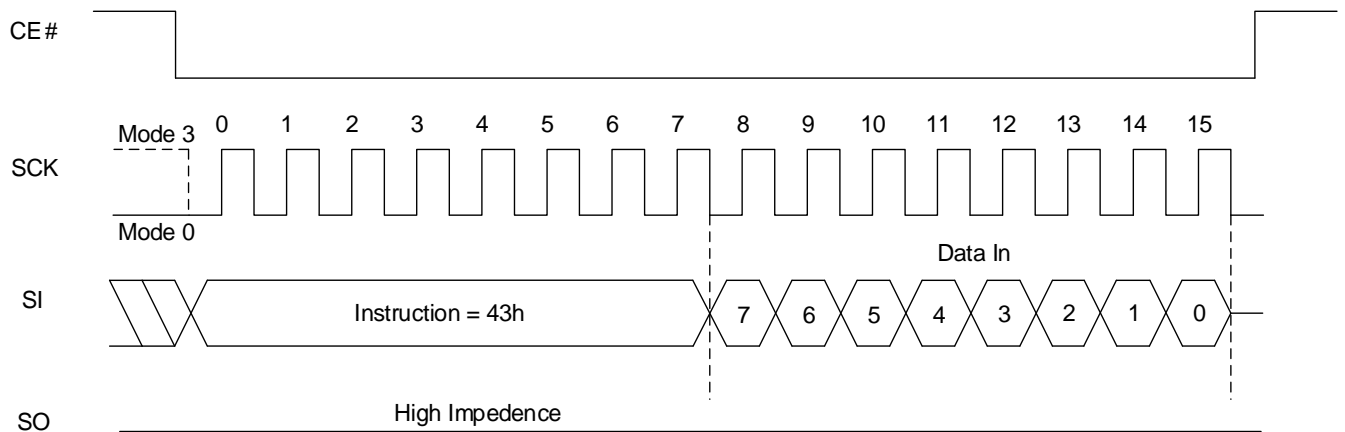 CE#
Mode 3 0 1 2 3 4 5 6 7 8 9 10 11 12 13 14 15
SCK
Mode 0
Data In
SI Instruction = 43h 7 6 5 4 3 2 1 0
High Impedence
SO